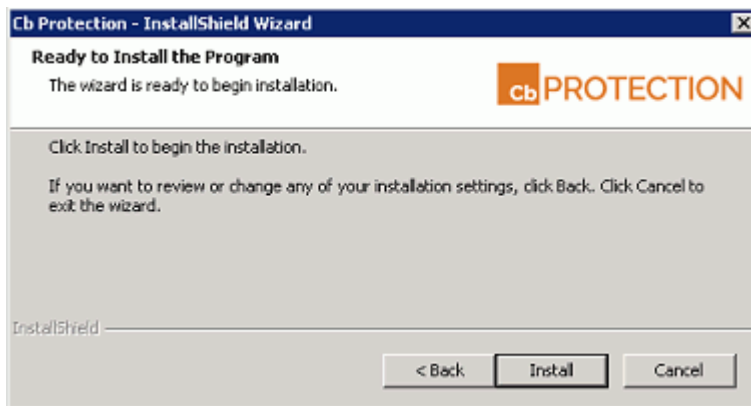 Cb Protection - InstallShield Wizard
Ready to Install the Program
The wizard is ready to begin installation.
Cb PROTECTION
Click Install to begin the installation.
If you want to review or change any of your installation settings, click Back. Click Cancel to
exit the wizard.
InstallShield
< Back Install Cancel